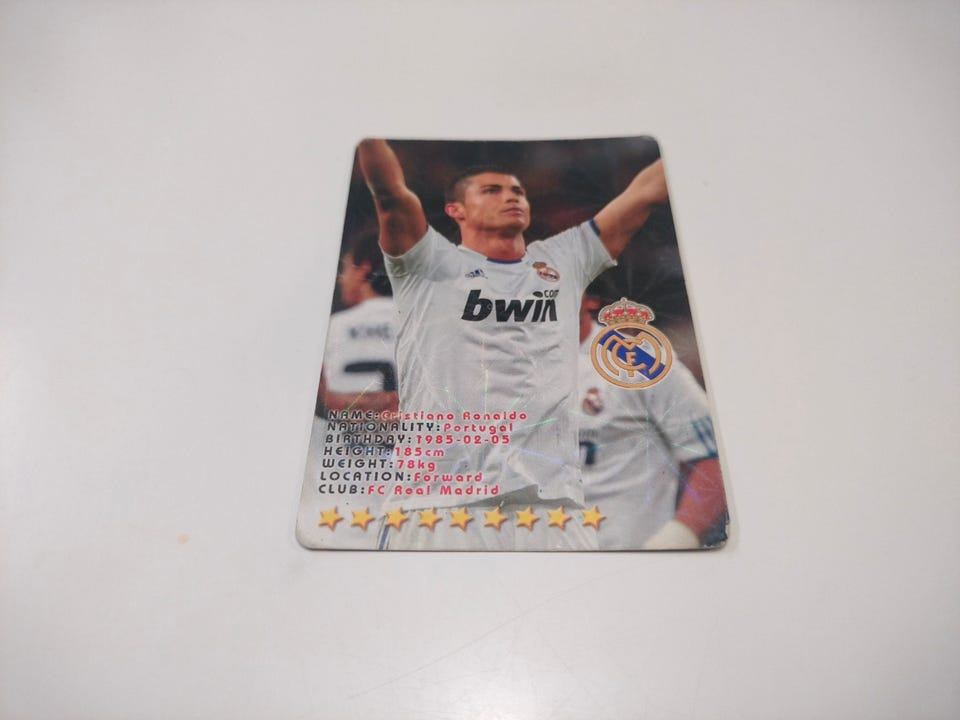 bwin
.com
NAME:Cristiano Ronaldo
NATIONALITY:Portugal
BIRTHDAY:1985-02-05
HEIGHT:185cm
WEIGHT:78kg
LOCATION:Forward
CLUB:FC Real Madrid